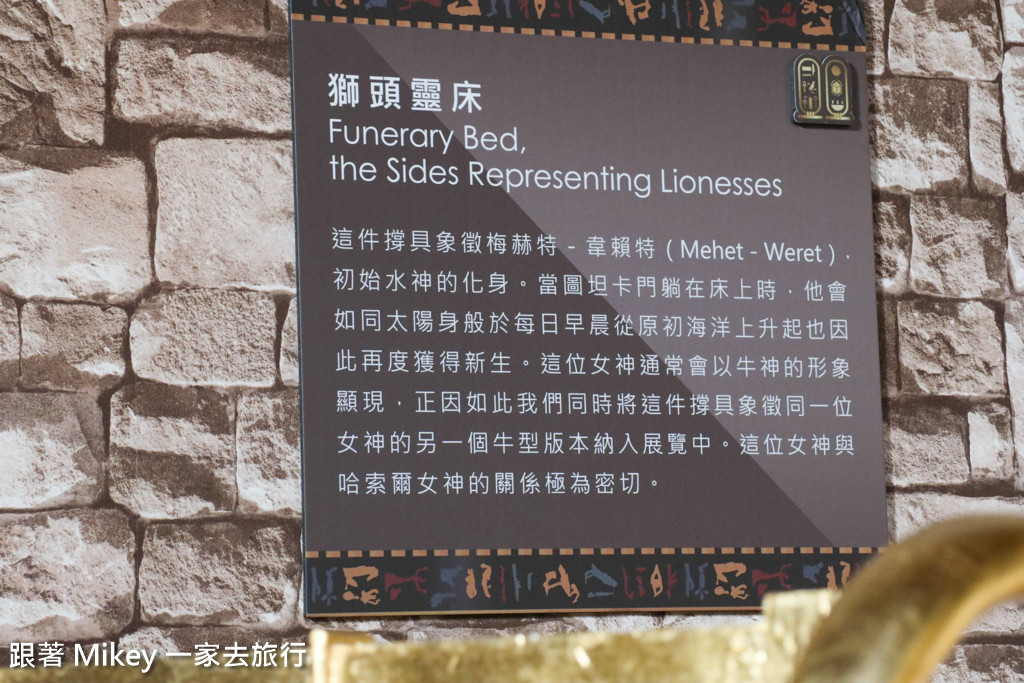 獅頭靈床
Funerary Bed,
the Sides Representing Lionesses
這件撐具象徵梅赫特 - 韋賴特 ( Mehet - Weret )，
初始水神的化身。當圖坦卡門躺在床上時，他會
如同太陽身般於每日早晨從原初海洋上升起也因
此再度獲得新生。這位女神通常會以牛神的形象
顯現，正因如此我們同時將這件撐具象徵同一位
女神的另一個牛型版本納入展覽中。這位女神與
哈索爾女神的關係極為密切。
跟著 Mikey 一家去旅行